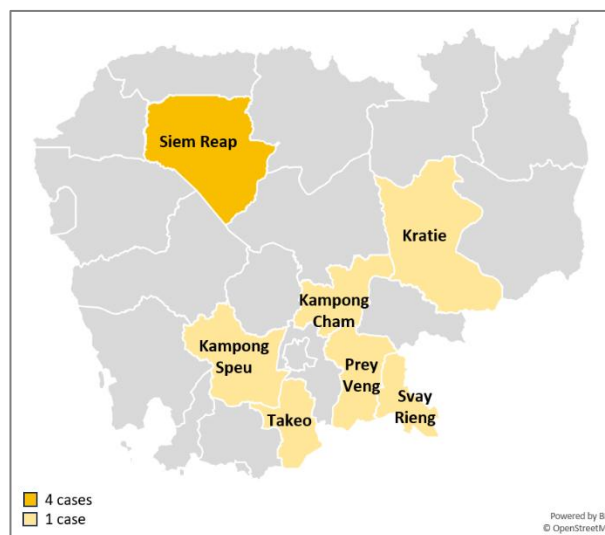 Siem Reap
Kratie
Kampong
Cham
Kampong
Speu
Prey
Veng
Svay
Rieng
Takeo
4 cases
1 case
Powered by B
© OpenStreetM